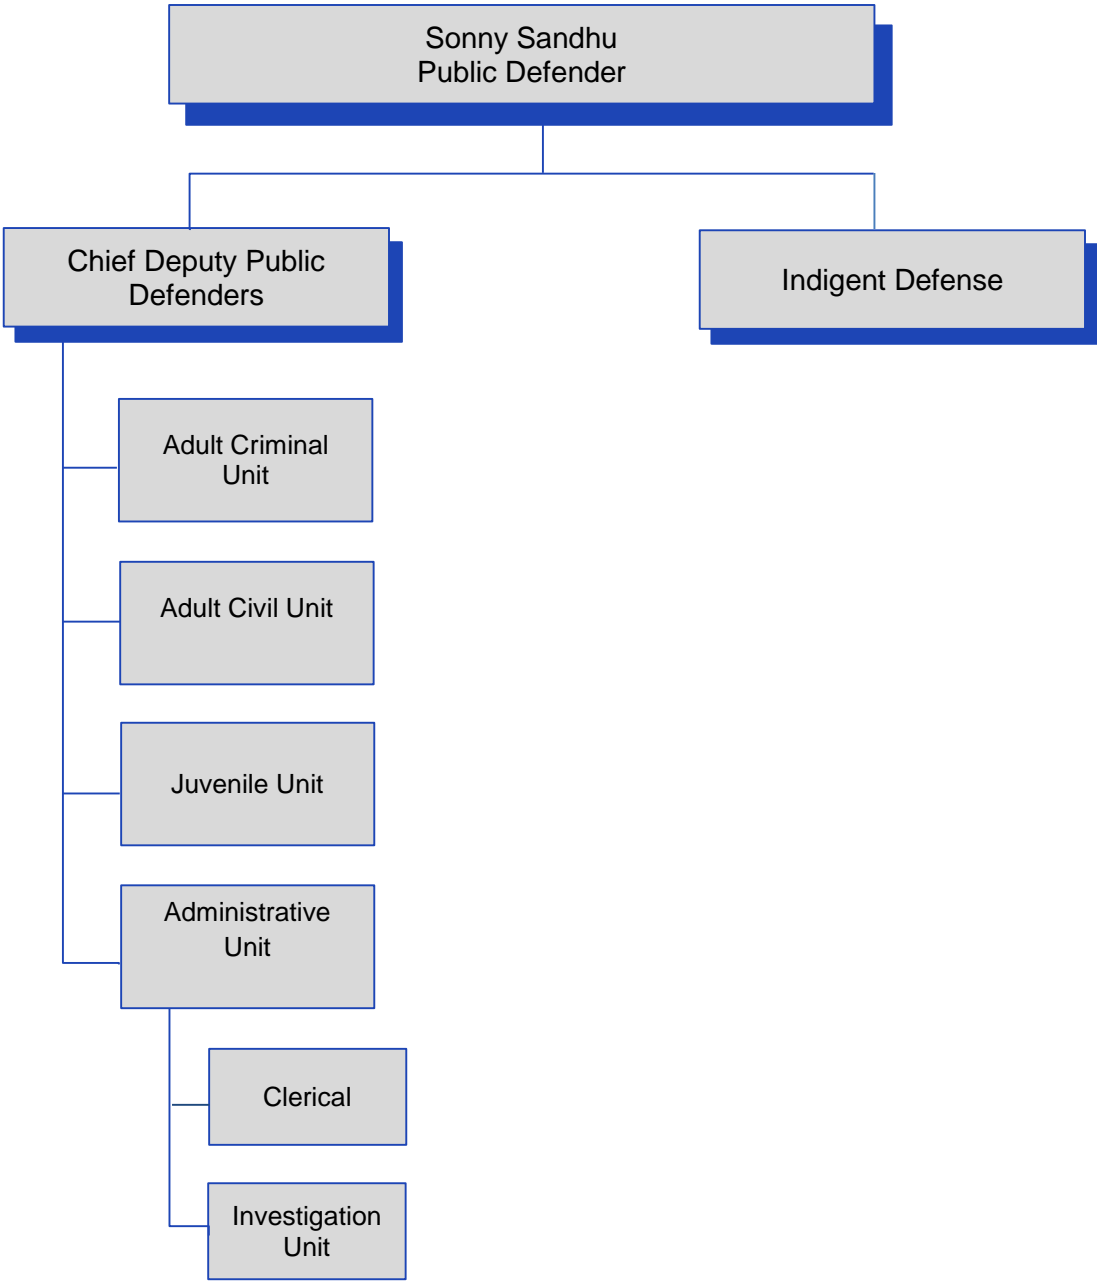 Sonny Sandhu
Public Defender
Chief Deputy Public
Defenders
Indigent Defense
Adult Criminal
Unit
Adult Civil Unit
Juvenile Unit
Administrative
Unit
Clerical
Investigation
Unit